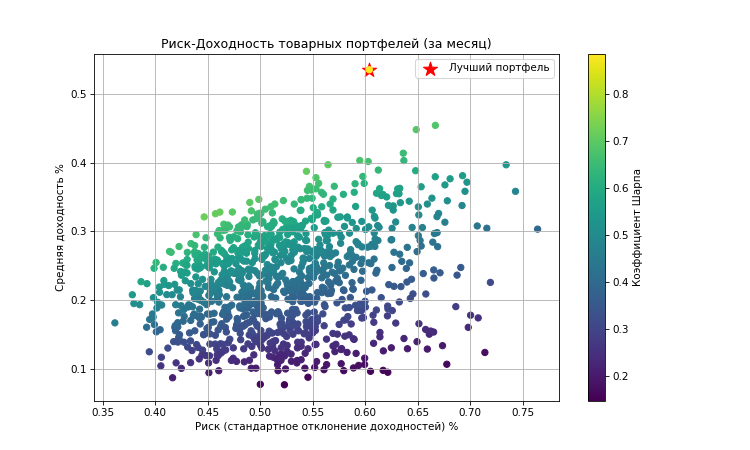 Риск-Доходность товарных портфелей (за месяц)
Лучший портфель
Средняя доходность %
0.5
0.4
0.3
0.2
0.1
0.35 0.40 0.45 0.50 0.55 0.60 0.65 0.70 0.75
Риск (стандартное отклонение доходностей) %
0.8
0.7
0.6
0.5
0.4
0.3
0.2
Коэффициент Шарпа